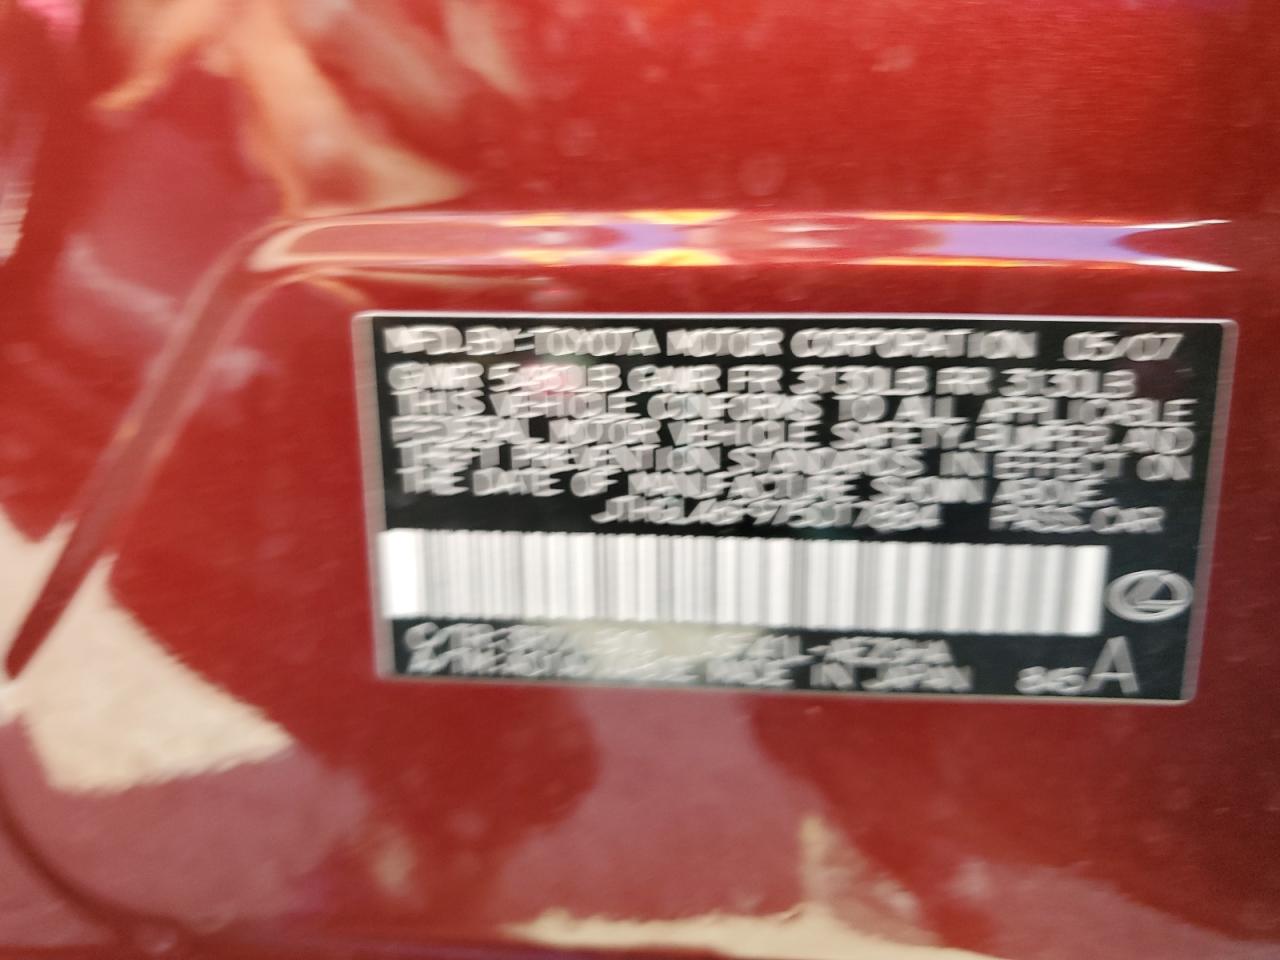 MFD. BY TOYOTA MOTOR CORPORATION 05/07
GVWR GAWR FR 3130LB RR 3130LB
THIS VEHICLE CONFORMS TO ALL APPLICABLE
FEDERAL MOTOR VEHICLE SAFETY, BUMPER, AND
THEFT PREVENTION STANDARDS IN EFFECT ON
THE DATE OF MANUFACTURE SHOWN ABOVE.
PASS. CAR
MADE IN JAPAN A